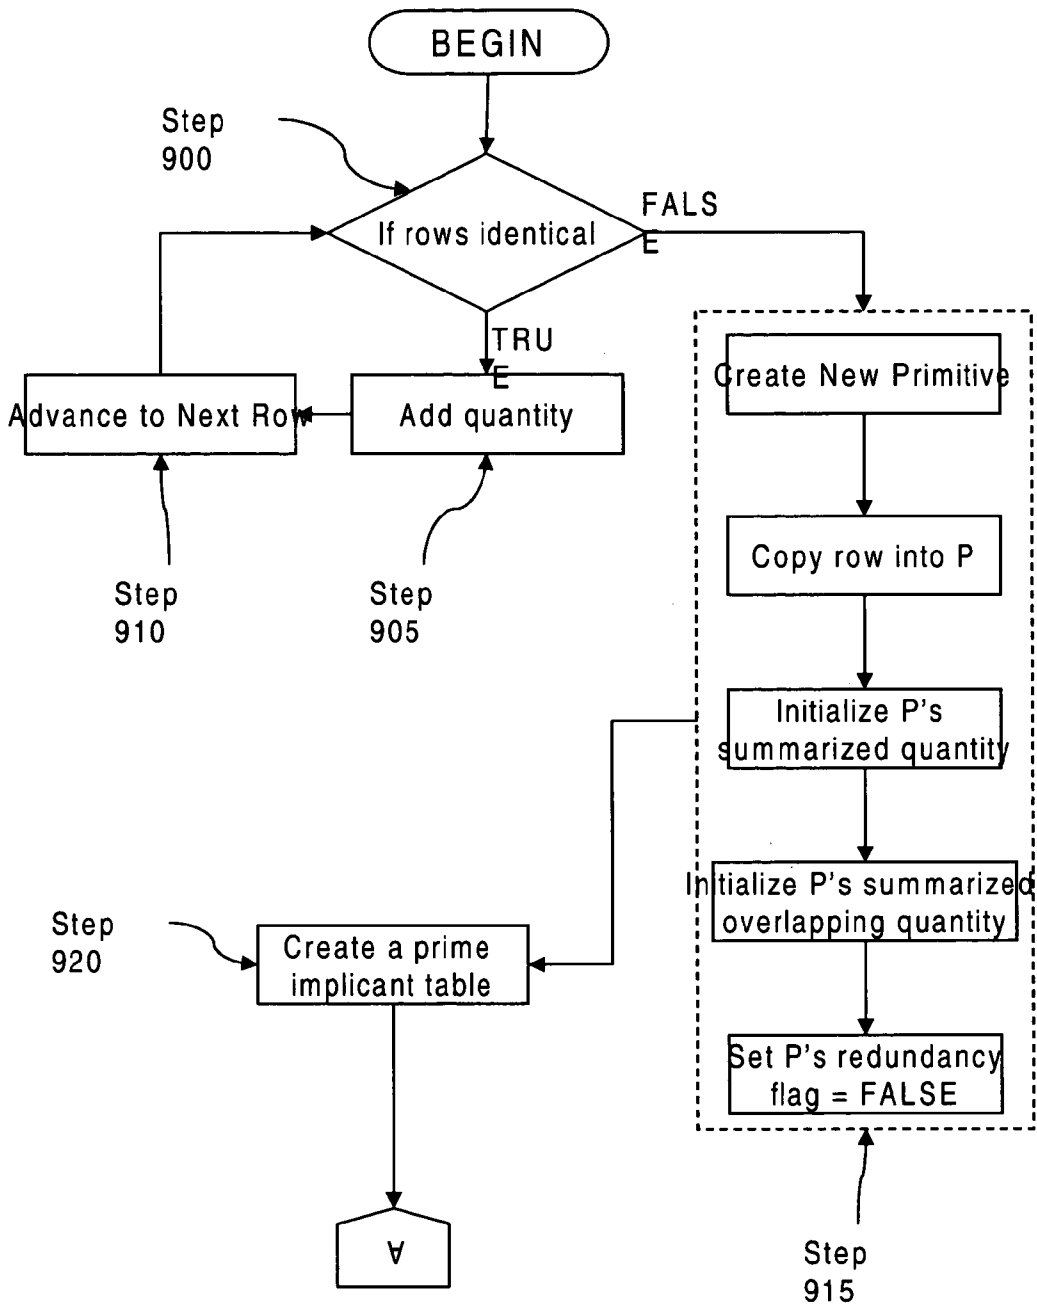 BEGIN
Step
900
If rows identical
FALS
E
TRU
E
Create New Primitive
Advance to Next Row
Add quantity
Copy row into P
Step
910
Step
905
Initialize P's
summarized quantity
Initialize P's summarized
overlapping quantity
Step
920
Create a prime
implicant table
Set P's redundancy
flag = FALSE
A
Step
915